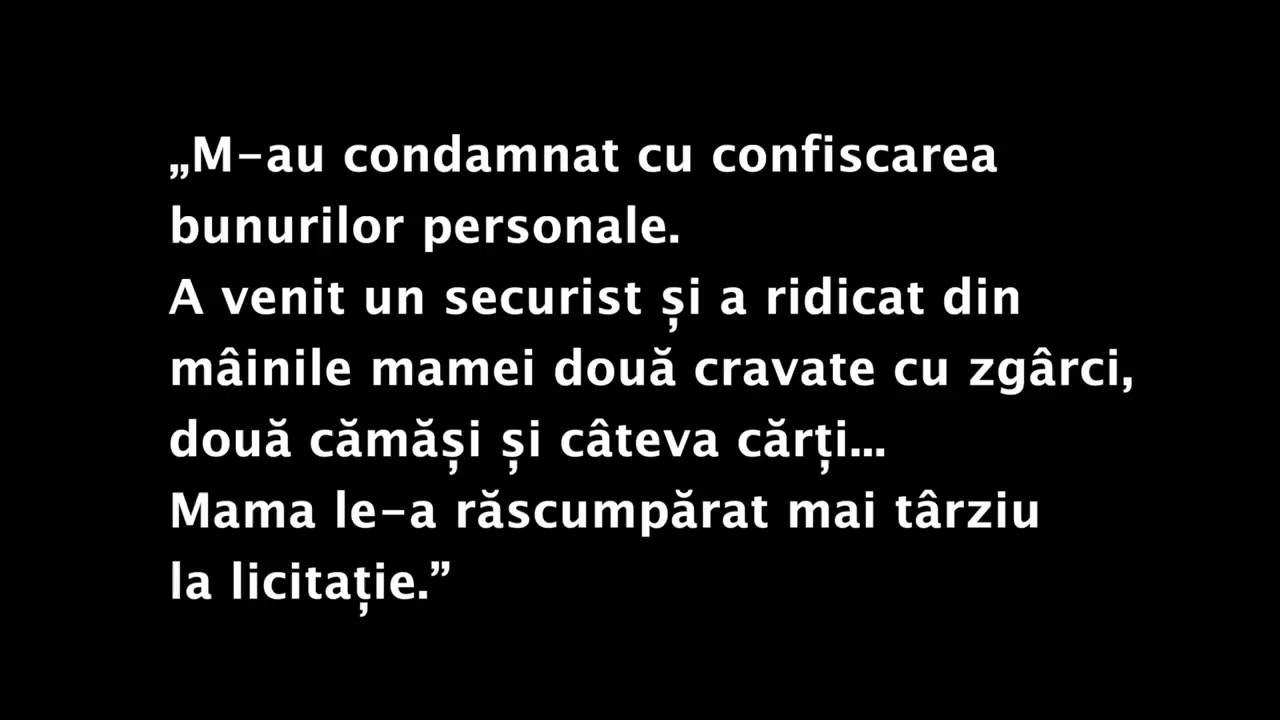 „M-au condamnat cu confiscarea
bunurilor personale.
A venit un securist și a ridicat din
mâinile mamei două cravate cu zgârci,
două cămăși și câteva cărți...
Mama le-a răscumpărat mai târziu
la licitație.”